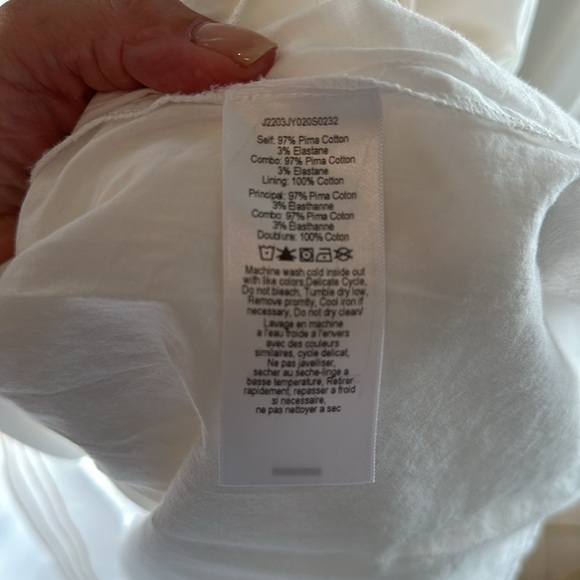 J2203JY020S0232
Self: 97% Pima Cotton
3% Elastane
Combo: 97% Pima Cotton
3% Elastane
Lining: 100% Cotton
Principal: 97% Pima Coton
3% Elasthanne
Combo: 97% Pima Coton
3% Elasthanne
Doublure: 100% Coton
Machine wash cold inside out
with like colors,Delicate Cycle,
Do not bleach, Tumble dry low,
Remove promtly, Cool iron if
necessary, Do not dry clean/
Lavage en machine
a l'eau froide a l'envers
avec des couleurs
similaires, cycle delicat,
Ne pas javelliser,
secher au seche-linge a
basse temperature, Retirer
rapidement, repasser a froid
si necessaire,
ne pas nettoyer a sec